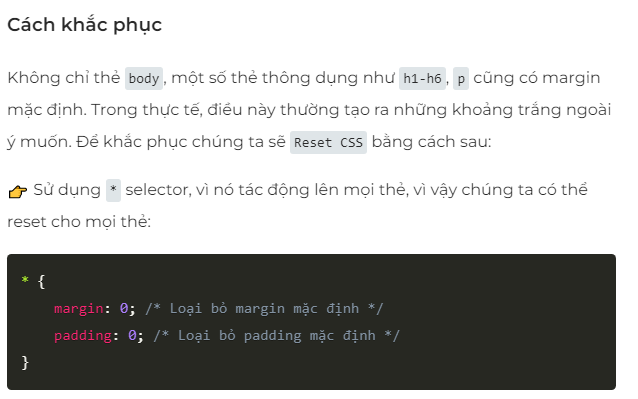 Cách khắc phục
Không chỉ thẻ body, một số thẻ thông dụng như h1-h6, p cũng có margin
mặc định. Trong thực tế, điều này thường tạo ra những khoảng trắng ngoài
ý muốn. Để khắc phục chúng ta sẽ Reset CSS bằng cách sau:
👉 Sử dụng * selector, vì nó tác động lên mọi thẻ, vì vậy chúng ta có thể
reset cho mọi thẻ:
* {
    margin: 0; /* Loại bỏ margin mặc định */
    padding: 0; /* Loại bỏ padding mặc định */
}